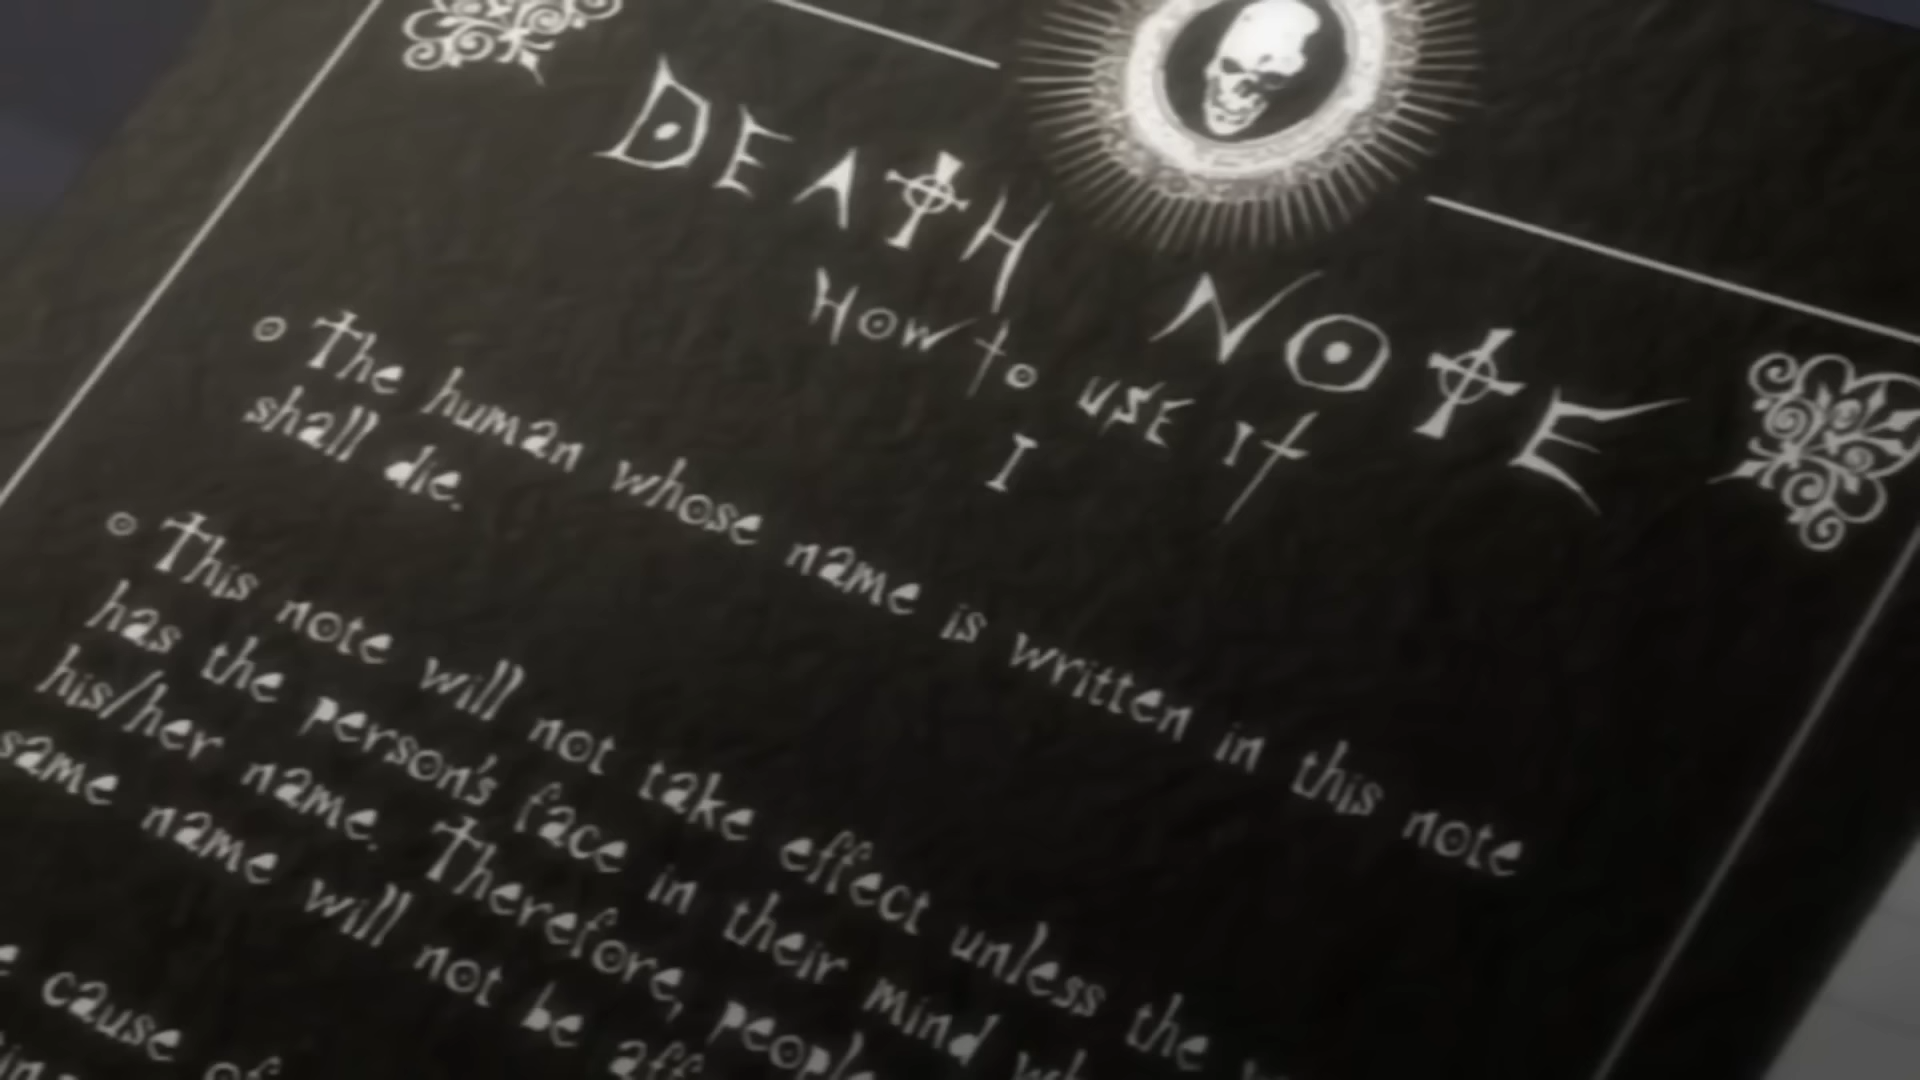 DEATH NOTE
How to use it
I
The human whose name is written in this note
shall die.
This note will not take effect unless the
has the person's face in their mind
his/her name. Therefore,
same name will not be
cause of